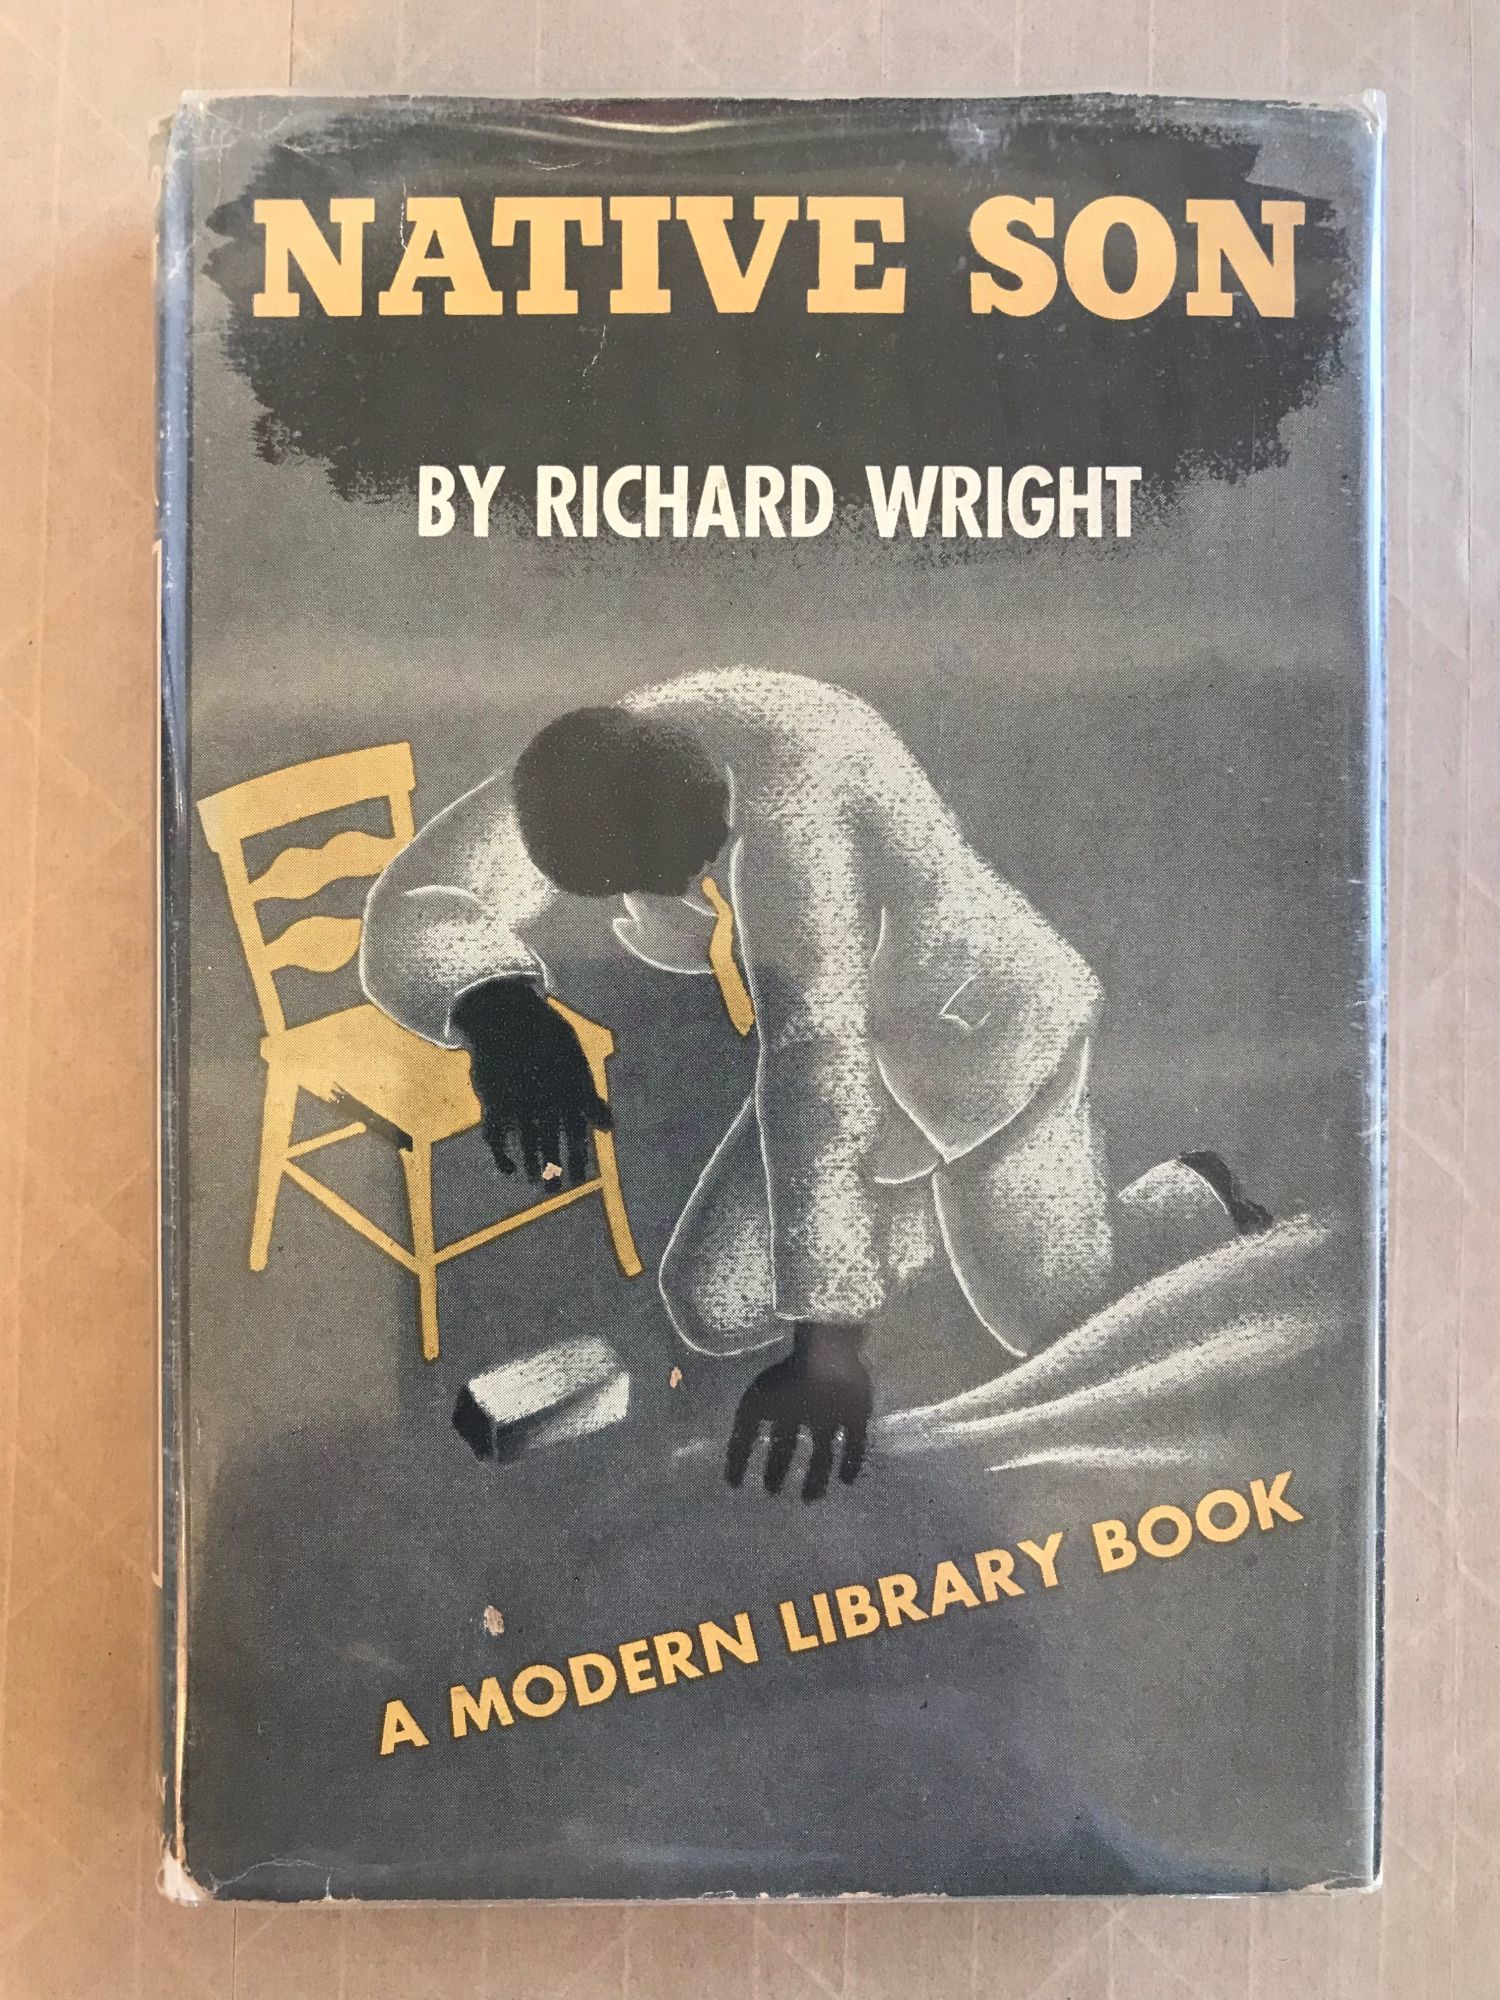 NATIVE SON
BY RICHARD WRIGHT
A MODERN LIBRARY BOOK